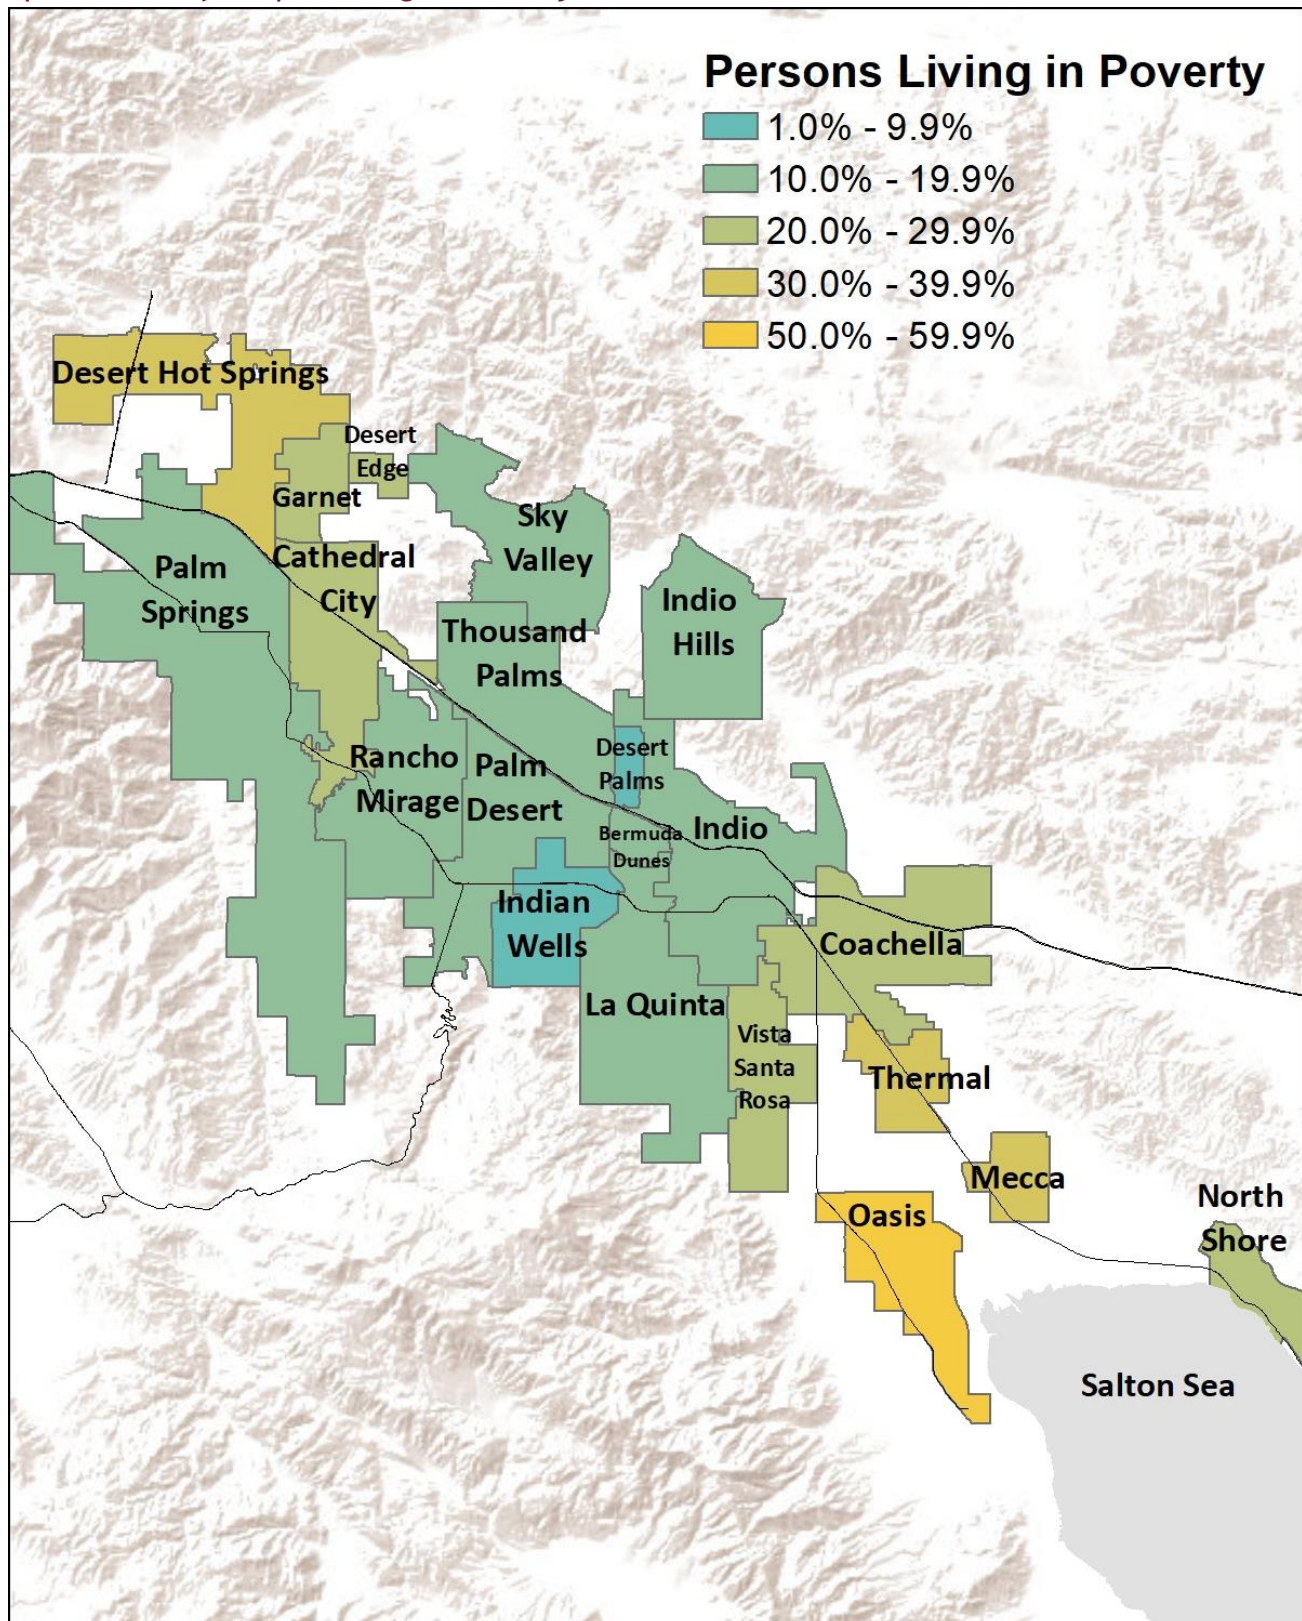 Persons Living in Poverty
1.0% - 9.9%
10.0% - 19.9%
20.0% - 29.9%
30.0% - 39.9%
50.0% - 59.9%
Desert Hot Springs
Desert
Edge
Garnet
Sky
Valley
Cathedral
City
Palm
Springs
Indio
Hills
Thousand
Palms
Rancho
Mirage
Palm
Desert
Desert
Palms
Bermuda
Dunes
Indio
Indian
Wells
Coachella
La Quinta
Vista
Santa
Rosa
Thermal
Mecca
Oasis
North
Shore
Salton Sea